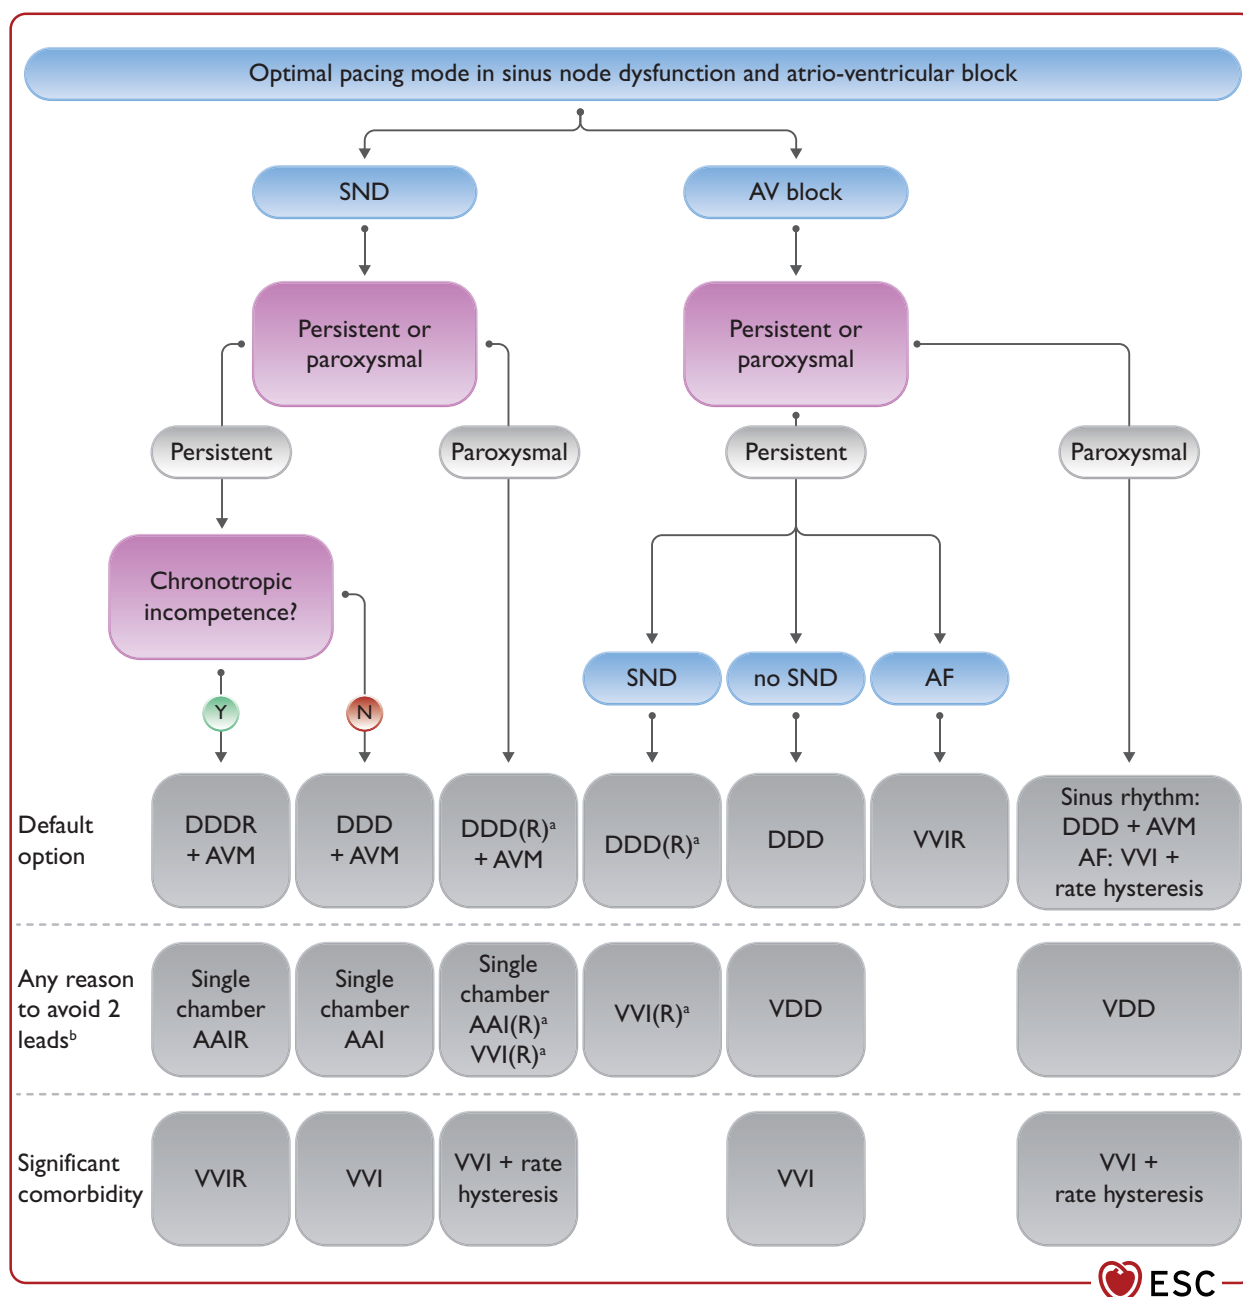 Optimal pacing mode in sinus node dysfunction and atrio-ventricular block
SND
AV block
Persistent or
paroxysmal
Persistent or
paroxysmal
Persistent
Paroxysmal
Persistent
Paroxysmal
Chronotropic
incompetence?
SND
no SND
AF
Y
N
Default
option
DDDR
+ AVM
DDD
+ AVM
DDD(R)ᵃ
+ AVM
DDD(R)ᵃ
DDD
VVIR
Sinus rhythm:
DDD + AVM
AF: VVI +
rate hysteresis
Any reason
to avoid 2
leadsᵇ
Single
chamber
AAIR
Single
chamber
AAI
Single
chamber
AAI(R)ᵃ
VVI(R)ᵃ
VVI(R)ᵃ
VDD
VDD
Significant
comorbidity
VVIR
VVI
VVI + rate
hysteresis
VVI
VVI +
rate hysteresis
ESC